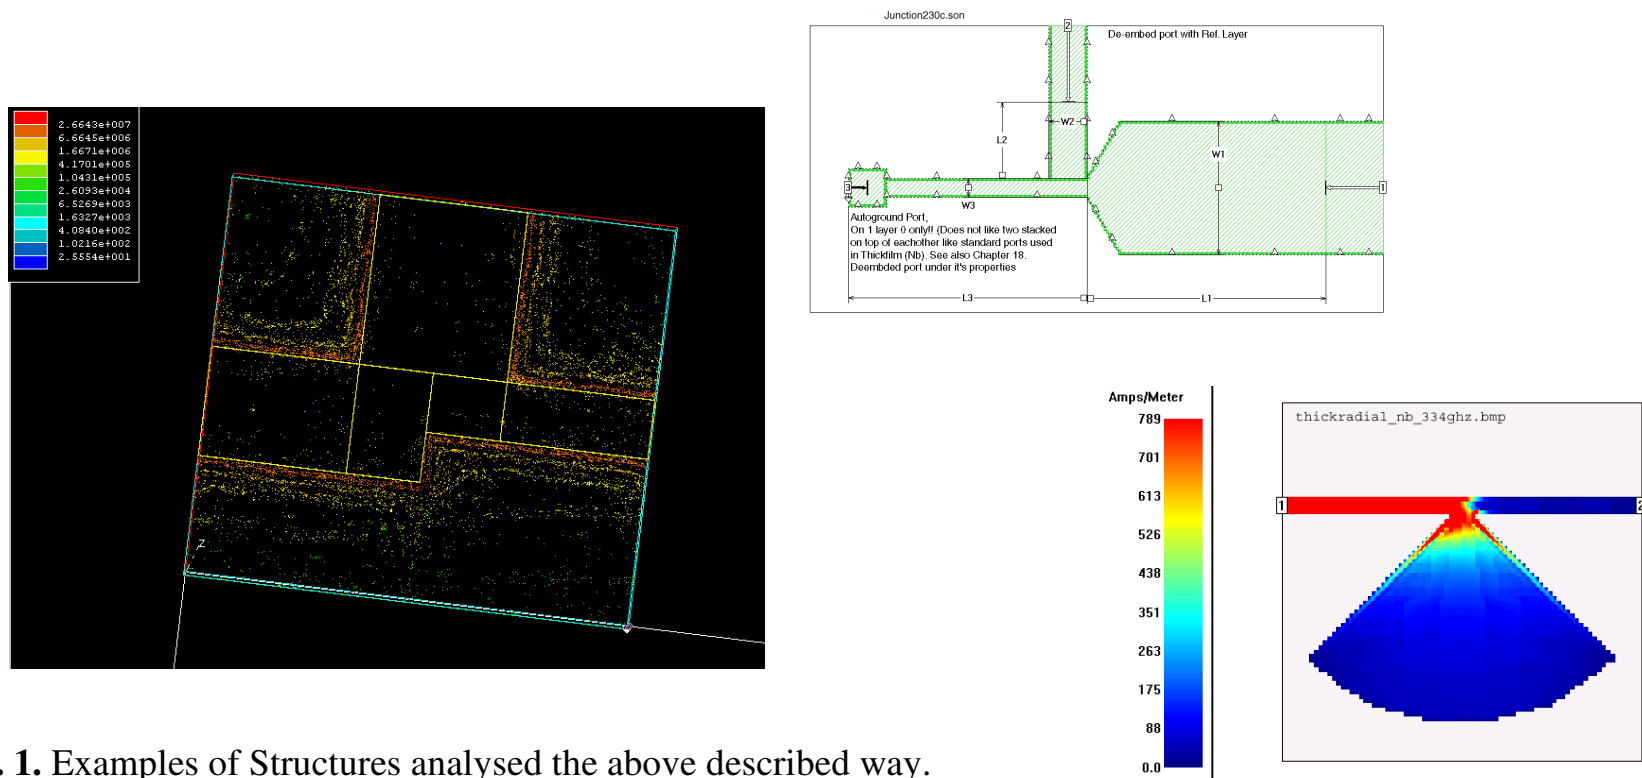 2.6643e+007
6.6645e+006
1.6671e+006
4.1701e+005
1.0431e+005
2.6093e+004
6.5269e+003
1.6327e+003
4.0840e+002
1.0216e+002
2.5554e+001
Z
Junction230c.son
2
De-embed port with Ref. Layer
W2
L2
W1
3
1
W3
Autoground Port,
On 1 layer 0 only!! (Does not like two stacked
on top of eachother like standard ports used
in Thickfilm (Nb). See also Chapter 18.
Deembded port under it's properties
L3
L1
Amps/Meter
789
701
613
526
438
351
263
175
88
0.0
thickradial_nb_334ghz.bmp
1
2
. 1. Examples of Structures analysed the above described way.